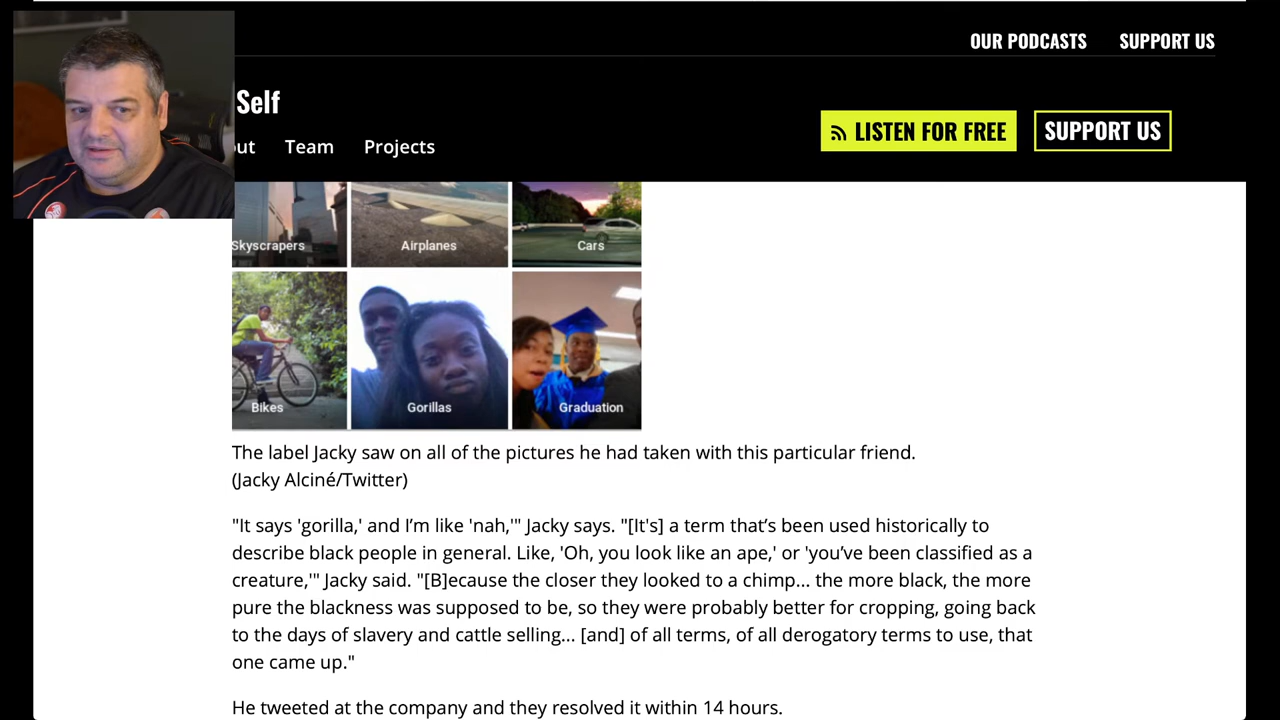 OUR PODCASTS SUPPORT US
Self
LISTEN FOR FREE SUPPORT US
out Team Projects
Skyscrapers Airplanes Cars
Bikes Gorillas Graduation
The label Jacky saw on all of the pictures he had taken with this particular friend.
(Jacky Alciné/Twitter)
"It says 'gorilla,' and I’m like 'nah,'" Jacky says. "[It's] a term that’s been used historically to
describe black people in general. Like, 'Oh, you look like an ape,' or 'you’ve been classified as a
creature,'" Jacky said. "[B]ecause the closer they looked to a chimp... the more black, the more
pure the blackness was supposed to be, so they were probably better for cropping, going back
to the days of slavery and cattle selling... [and] of all terms, of all derogatory terms to use, that
one came up."
He tweeted at the company and they resolved it within 14 hours.